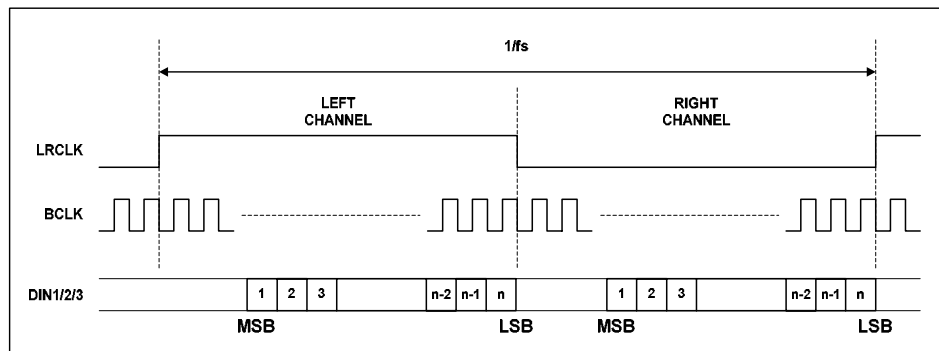 1/fs
LEFT
CHANNEL
RIGHT
CHANNEL
LRCLK
BCLK
DIN1/2/3
1 2 3 n-2 n-1 n 1 2 3 n-2 n-1 n
MSB LSB MSB LSB